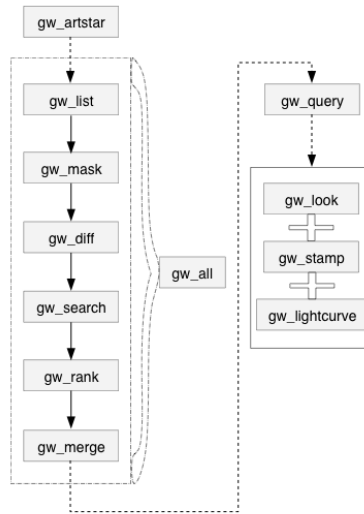 gw_artstar
gw_list
gw_mask
gw_diff
gw_search
gw_rank
gw_merge
gw_all
gw_query
gw_look
gw_stamp
gw_lightcurve